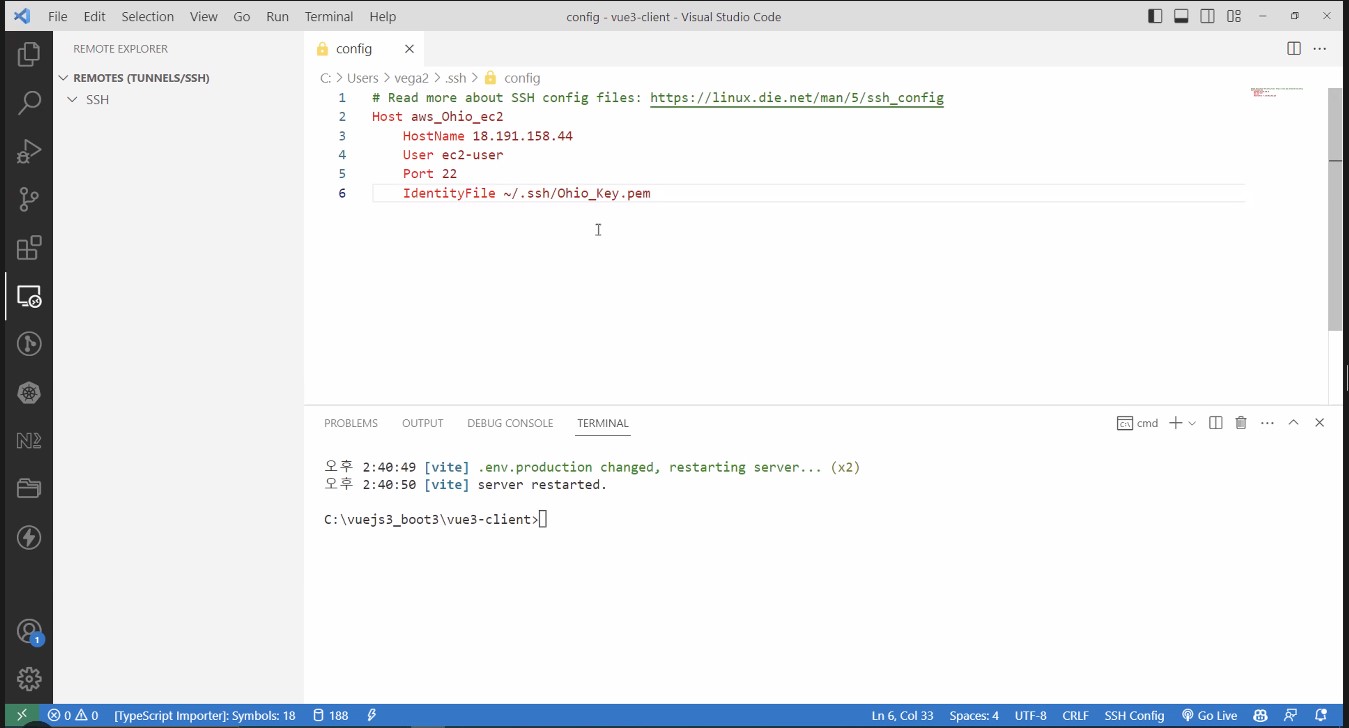 File Edit Selection View Go Run Terminal Help config - vue3-client - Visual Studio Code
REMOTE EXPLORER
REMOTES (TUNNELS/SSH)
SSH
config
C: > Users > vega2 > .ssh > config
1 # Read more about SSH config files: https://linux.die.net/man/5/ssh_config
2 Host aws_Ohio_ec2
3 HostName 18.191.158.44
4 User ec2-user
5 Port 22
6 IdentityFile ~/.ssh/Ohio_Key.pem
PROBLEMS OUTPUT DEBUG CONSOLE TERMINAL cmd
오후 2:40:49 [vite] .env.production changed, restarting server... (x2)
오후 2:40:50 [vite] server restarted.
C:\vuejs3_boot3\vue3-client>
1
0 0 [TypeScript Importer]: Symbols: 18 188 Ln 6, Col 33 Spaces: 4 UTF-8 CRLF SSH Config Go Live